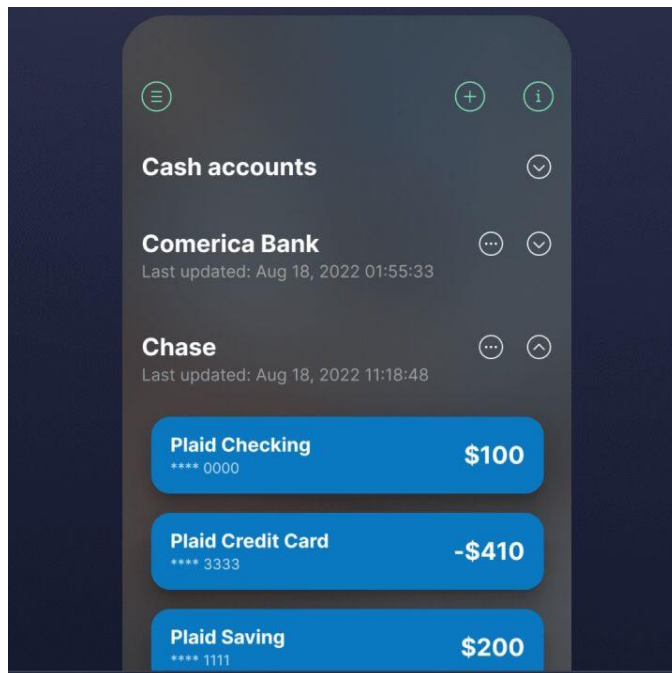 Cash accounts
Comerica Bank
Last updated: Aug 18, 2022 01:55:33
Chase
Last updated: Aug 18, 2022 11:18:48
Plaid Checking
$100
**** 0000
Plaid Credit Card
-$410
**** 3333
Plaid Saving
$200
**** 1111